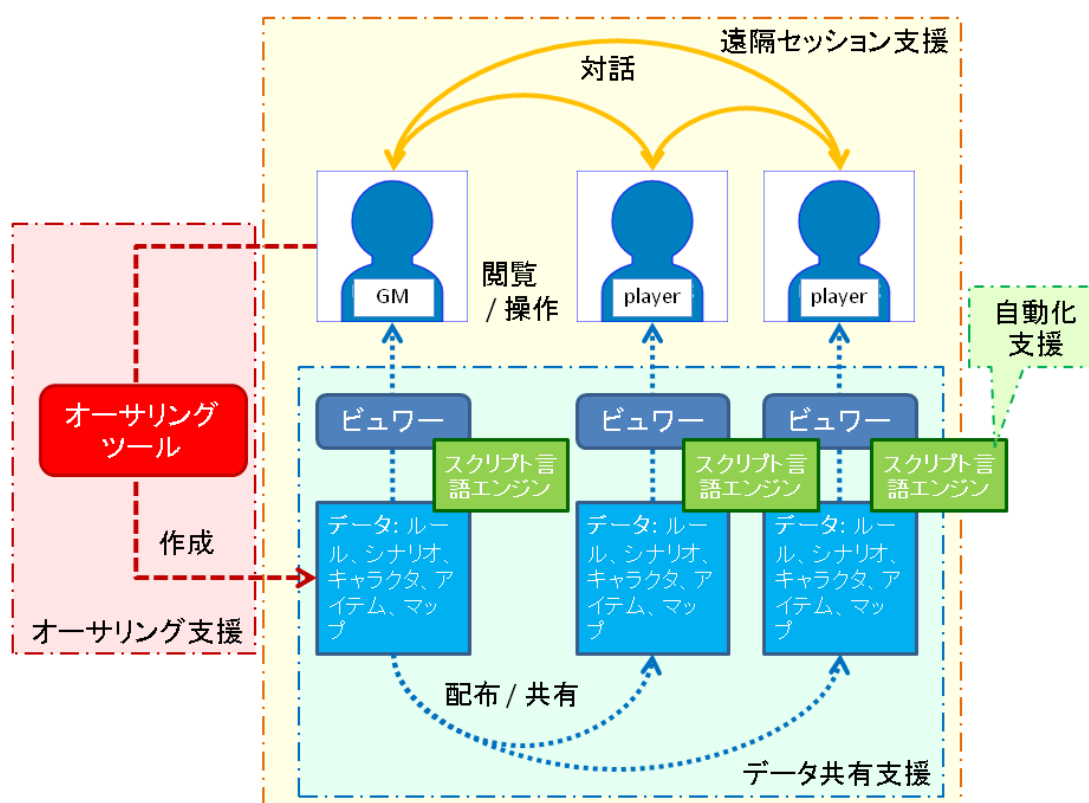 遠隔セッション支援
対話
GM
player
player
閲覧
/ 操作
自動化
支援
オーサリング
ツール
ビュワー
ビュワー
ビュワー
スクリプト言
語エンジン
スクリプト言
語エンジン
スクリプト言
語エンジン
データ: ルー
ル、シナリオ、
キャラクタ、ア
イテム、マッ
プ
データ: ルー
ル、シナリオ、
キャラクタ、ア
イテム、マッ
プ
データ: ルー
ル、シナリオ、
キャラクタ、ア
イテム、マッ
プ
作成
オーサリング支援
配布 / 共有
データ共有支援